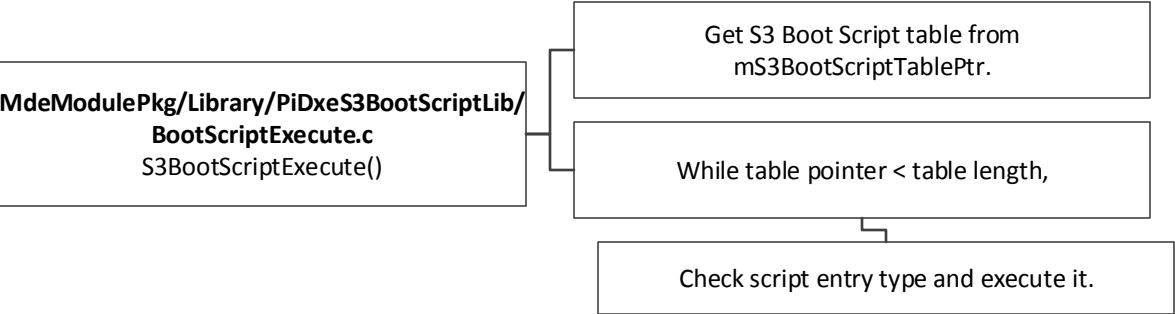 MdeModulePkg/Library/PiDxeS3BootScriptLib/
BootScriptExecute.c
S3BootScriptExecute()
Get S3 Boot Script table from
mS3BootScriptTablePtr.
While table pointer < table length,
Check script entry type and execute it.